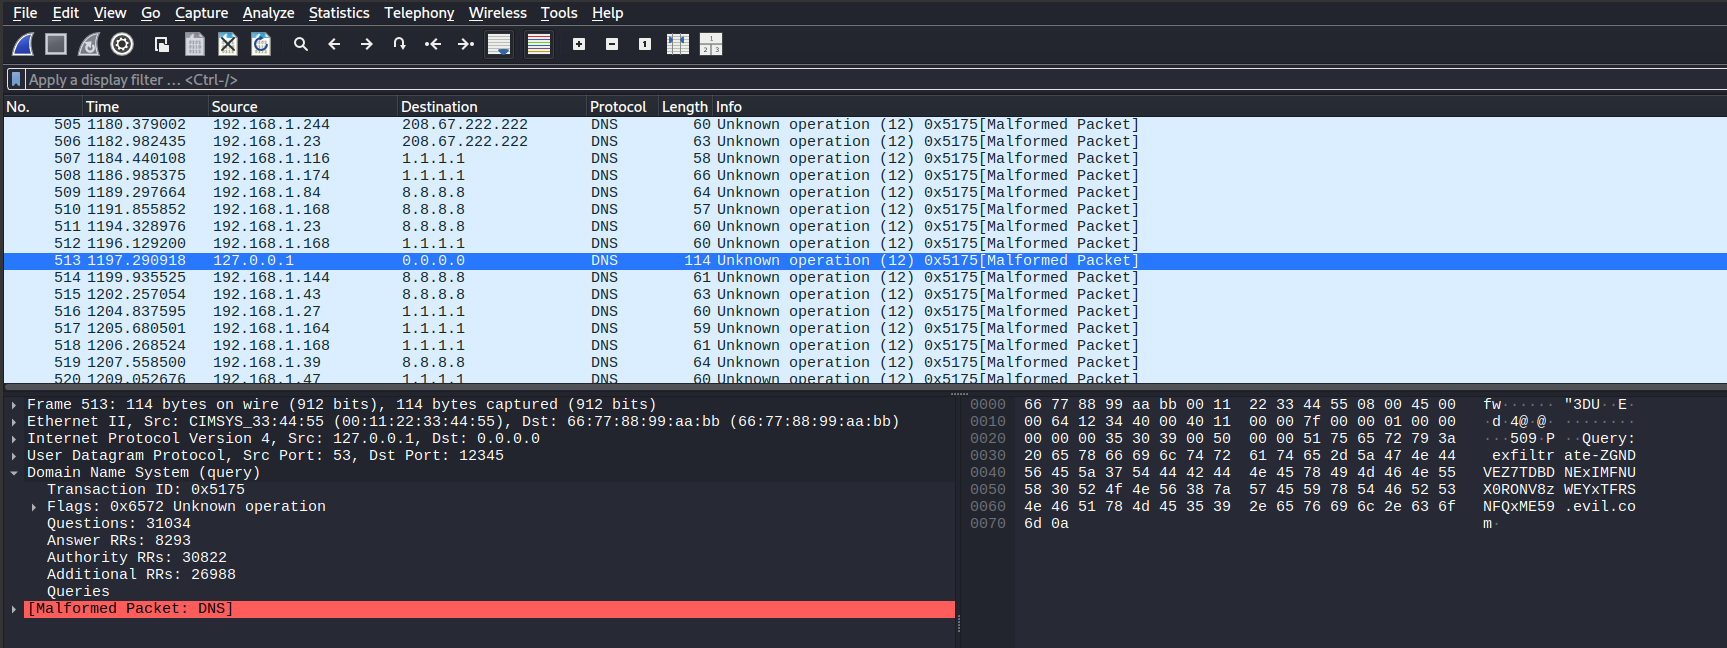 File Edit View Go Capture Analyze Statistics Telephony Wireless Tools Help
Apply a display filter … <Ctrl-/>
No. Time Source Destination Protocol Length Info
505 1180.379002 192.168.1.244 208.67.222.222 DNS 60 Unknown operation (12) 0x5175[Malformed Packet]
506 1182.982435 192.168.1.23 208.67.222.222 DNS 63 Unknown operation (12) 0x5175[Malformed Packet]
507 1184.440108 192.168.1.116 1.1.1.1 DNS 58 Unknown operation (12) 0x5175[Malformed Packet]
508 1186.985375 192.168.1.174 1.1.1.1 DNS 66 Unknown operation (12) 0x5175[Malformed Packet]
509 1189.297664 192.168.1.84 8.8.8.8 DNS 64 Unknown operation (12) 0x5175[Malformed Packet]
510 1191.855852 192.168.1.168 8.8.8.8 DNS 57 Unknown operation (12) 0x5175[Malformed Packet]
511 1194.328976 192.168.1.23 8.8.8.8 DNS 60 Unknown operation (12) 0x5175[Malformed Packet]
512 1196.129200 192.168.1.168 1.1.1.1 DNS 60 Unknown operation (12) 0x5175[Malformed Packet]
513 1197.290918 127.0.0.1 0.0.0.0 DNS 114 Unknown operation (12) 0x5175[Malformed Packet]
514 1199.935525 192.168.1.144 8.8.8.8 DNS 61 Unknown operation (12) 0x5175[Malformed Packet]
515 1202.257054 192.168.1.43 8.8.8.8 DNS 63 Unknown operation (12) 0x5175[Malformed Packet]
516 1204.837595 192.168.1.27 1.1.1.1 DNS 60 Unknown operation (12) 0x5175[Malformed Packet]
517 1205.680501 192.168.1.164 1.1.1.1 DNS 59 Unknown operation (12) 0x5175[Malformed Packet]
518 1206.268524 192.168.1.168 1.1.1.1 DNS 61 Unknown operation (12) 0x5175[Malformed Packet]
519 1207.558500 192.168.1.39 8.8.8.8 DNS 64 Unknown operation (12) 0x5175[Malformed Packet]
520 1209.052676 192.168.1.47 1.1.1.1 DNS 60 Unknown operation (12) 0x5175[Malformed Packet]
Frame 513: 114 bytes on wire (912 bits), 114 bytes captured (912 bits)
Ethernet II, Src: CIMSYS_33:44:55 (00:11:22:33:44:55), Dst: 66:77:88:99:aa:bb (66:77:88:99:aa:bb)
Internet Protocol Version 4, Src: 127.0.0.1, Dst: 0.0.0.0
User Datagram Protocol, Src Port: 53, Dst Port: 12345
Domain Name System (query)
Transaction ID: 0x5175
Flags: 0x6572 Unknown operation
Questions: 31034
Answer RRs: 8293
Authority RRs: 30822
Additional RRs: 26988
Queries
[Malformed Packet: DNS]
0000 66 77 88 99 aa bb 00 11 22 33 44 55 08 00 45 00 fw······ "3DU··E·
0010 00 64 12 34 40 00 40 11 00 00 7f 00 00 01 00 00 ·d·4@·@· ········
0020 00 00 00 35 30 39 00 50 00 00 51 75 65 72 79 3a ···509·P ··Query:
0030 20 65 78 66 69 6c 74 72 61 74 65 2d 5a 47 4e 44 exfiltr ate-ZGND
0040 56 45 5a 37 54 44 42 44 4e 45 78 49 4d 46 4e 55 VEZ7TDBD NExIMFNU
0050 58 30 52 4f 4e 56 38 7a 57 45 59 78 54 46 52 53 X0RONV8z WEYxTFRS
0060 4e 46 51 78 4d 45 35 39 2e 65 76 69 6c 2e 63 6f NFQxME59 .evil.co
0070 6d 0a m·